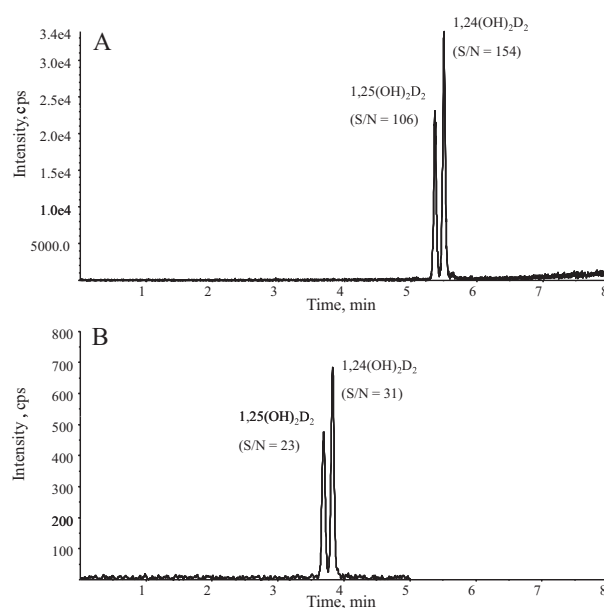 A
1,24(OH)₂D₂
(S/N = 154)
1,25(OH)₂D₂
(S/N = 106)
Intensity, cps
3.4e4
3.0e4
2.5e4
2.0e4
1.5e4
1.0e4
5000.0
1 2 3 4 5 6 7 8
Time, min
B
1,24(OH)₂D₂
(S/N = 31)
1,25(OH)₂D₂
(S/N = 23)
Intensity , cps
800
700
600
500
400
300
200
100
1 2 3 4 5 6 7 8
Time, min